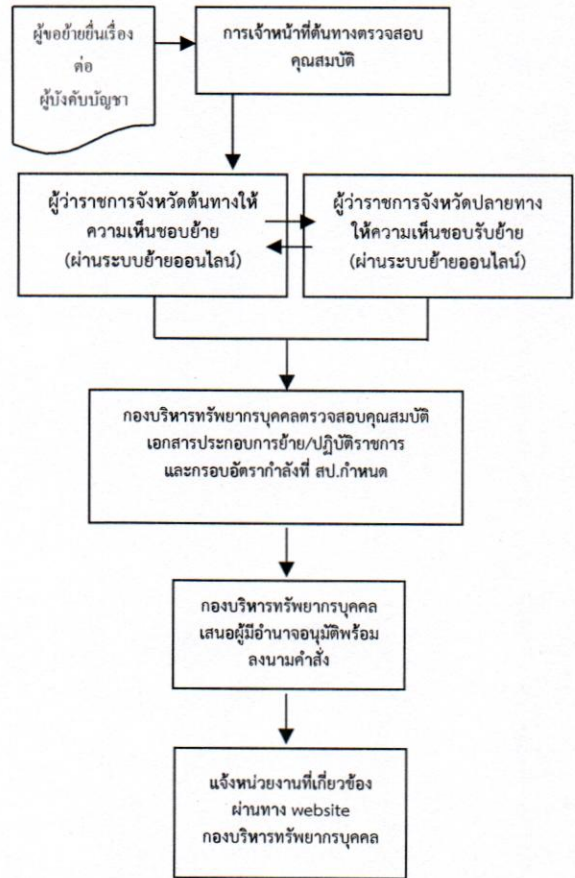 ผู้ขอย้ายยื่นเรื่อง
ต่อ
ผู้บังคับบัญชา
การเจ้าหน้าที่ต้นทางตรวจสอบ
คุณสมบัติ
ผู้ว่าราชการจังหวัดต้นทางให้
ความเห็นชอบย้าย
(ผ่านระบบย้ายออนไลน์)
ผู้ว่าราชการจังหวัดปลายทาง
ให้ความเห็นชอบรับย้าย
(ผ่านระบบย้ายออนไลน์)
กองบริหารทรัพยากรบุคคลตรวจสอบคุณสมบัติ
เอกสารประกอบการย้าย/ปฏิบัติราชการ
และกรอบอัตรากำลังที่ สป.กำหนด
กองบริหารทรัพยากรบุคคล
เสนอผู้มีอำนาจอนุมัติพร้อม
ลงนามคำสั่ง
แจ้งหน่วยงานที่เกี่ยวข้อง
ผ่านทาง website
กองบริหารทรัพยากรบุคคล